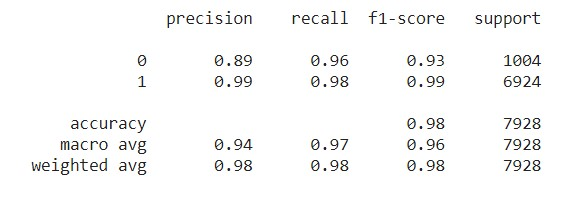 precision recall f1-score support
0 0.89 0.96 0.93 1004
1 0.99 0.98 0.99 6924
accuracy 0.98 7928
macro avg 0.94 0.97 0.96 7928
weighted avg 0.98 0.98 0.98 7928